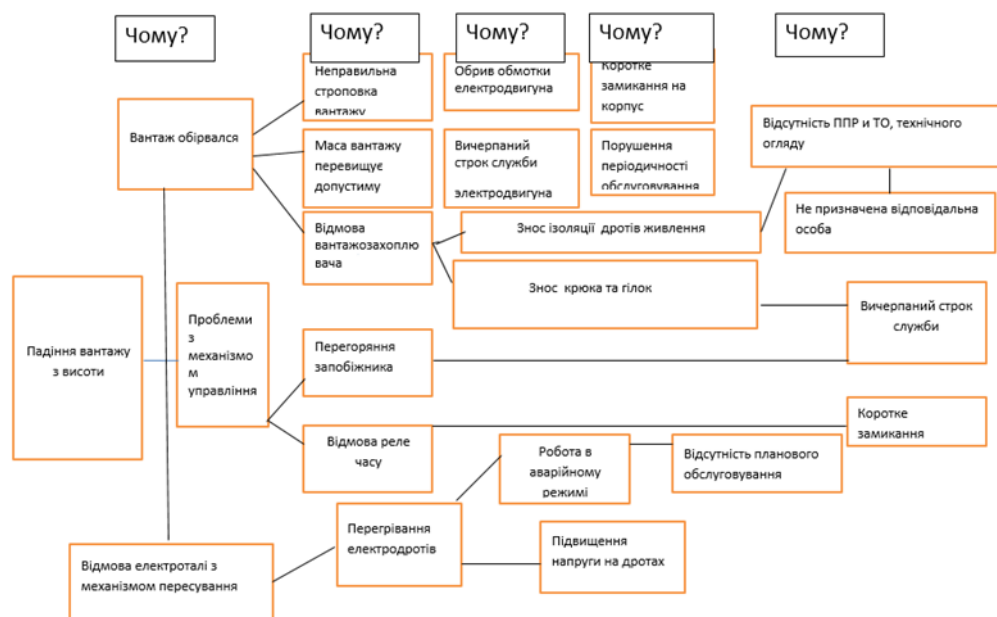 Чому?
Чому?
Чому?
Чому?
Чому?
Неправильна
строповка
вантажу
Обрив обмотки
електродвигуна
Коротке
замикання на
корпус
Вантаж обірвався
Маса вантажу
перевищує
допустиму
Вичерпаний
строк служби
электродвигуна
Порушення
періодичності
обслуговування
Відсутність ППР и ТО, технічного
огляду
Не призначена відповідальна
особа
Відмова
вантажозахоплю
вача
Знос ізоляції дротів живлення
Знос крюка та гілок
Вичерпаний строк
служби
Падіння вантажу
з висоти
Проблеми
з
механізмо
м
управління
Перегоряння
запобіжника
Відмова реле
часу
Коротке
замикання
Робота в
аварійному
режимі
Відсутність планового
обслуговування
Перегрівання
електродротів
Підвищення
напруги на дротах
Відмова електроталі з
механізмом пересування